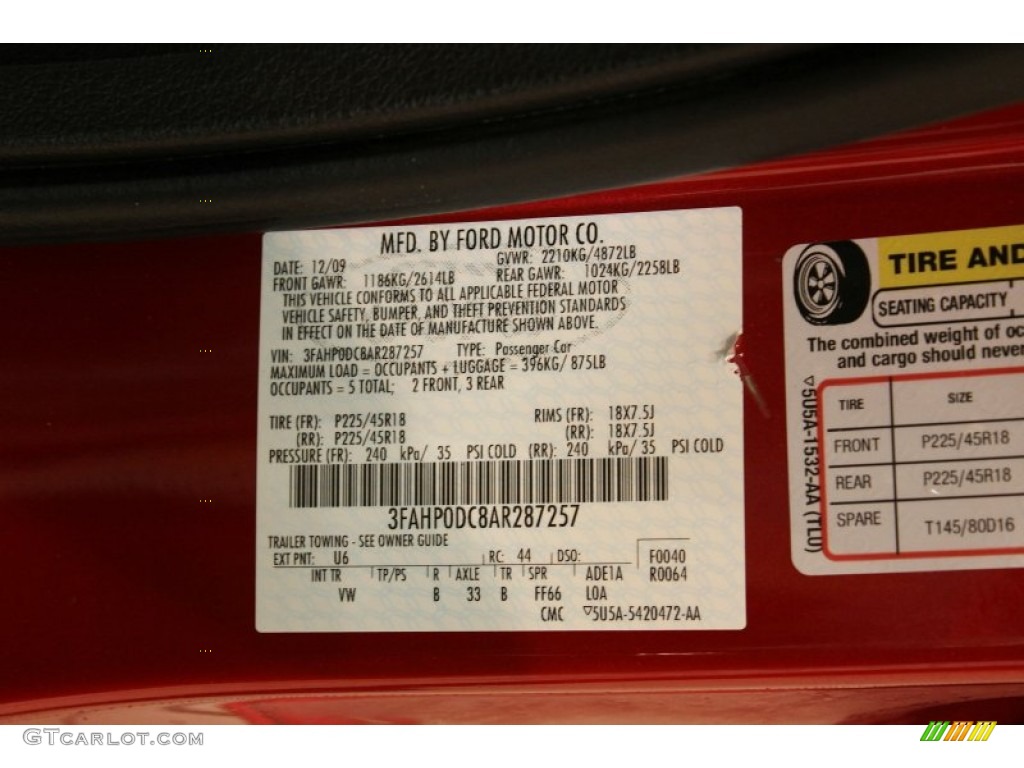 MFD. BY FORD MOTOR CO.
DATE: 12/09 GVWR: 2210KG/4872LB
FRONT GAWR: 1186KG/2614LB REAR GAWR: 1024KG/2258LB
THIS VEHICLE CONFORMS TO ALL APPLICABLE FEDERAL MOTOR
VEHICLE SAFETY, BUMPER, AND THEFT PREVENTION STANDARDS
IN EFFECT ON THE DATE OF MANUFACTURE SHOWN ABOVE.
VIN: 3FAHP0DC8AR287257 TYPE: Passenger Car
MAXIMUM LOAD = OCCUPANTS + LUGGAGE = 396KG/ 875LB
OCCUPANTS = 5 TOTAL; 2 FRONT, 3 REAR
TIRE (FR): P225/45R18 RIMS (FR): 18X7.5J
(RR): P225/45R18 (RR): 18X7.5J
PRESSURE (FR): 240 kPa/ 35 PSI COLD (RR): 240 kPa/ 35 PSI COLD
3FAHP0DC8AR287257
TRAILER TOWING - SEE OWNER GUIDE
EXT PNT: U6 RC: 44 DSO: F0040
INT TR TP/PS R AXLE TR SPR ADE1A R0064
VW B 33 B FF66 L0A
CMC ▽5U5A-5420472-AA
TIRE AND
SEATING CAPACITY
The combined weight of oc
and cargo should never
TIRE SIZE
FRONT P225/45R18
REAR P225/45R18
SPARE T145/80D16
▽5U5A-1532-AA (TLU)
GTCARLOT.COM